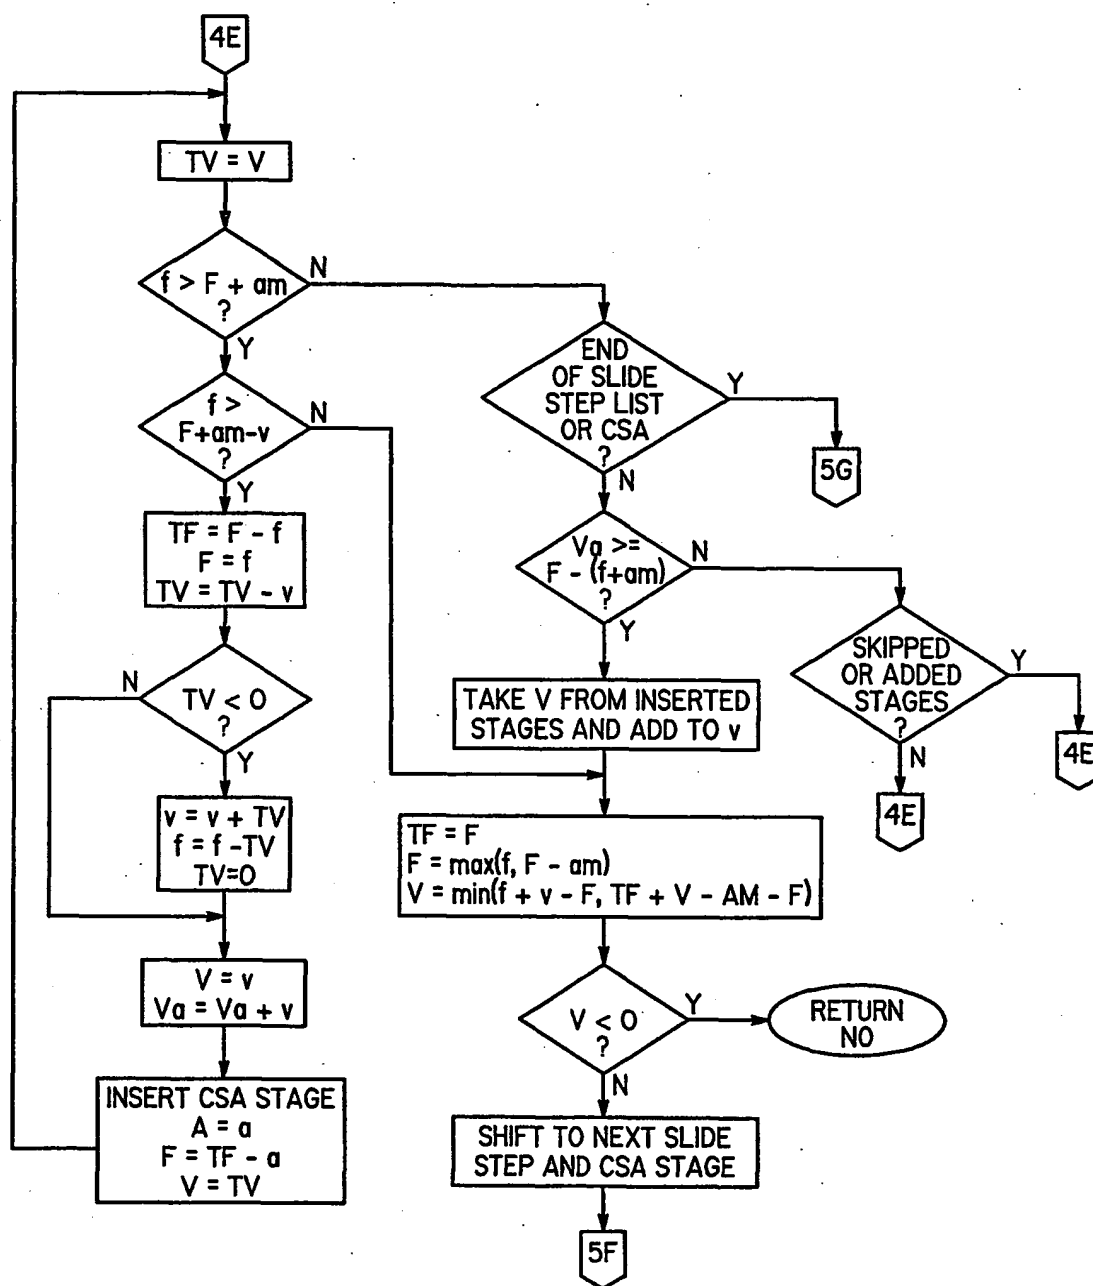 4E
TV = V
f > F + am
?
N
Y
f >
F+am-v
?
N
Y
TF = F - f
F = f
TV = TV - v
TV < 0
?
N
Y
v = v + TV
f = f -TV
TV=0
V = v
Va = Va + v
INSERT CSA STAGE
A = a
F = TF - a
V = TV
END
OF SLIDE
STEP LIST
OR CSA
?
Y
N
5G
Va >=
F - (f+am)
?
N
Y
SKIPPED
OR ADDED
STAGES
?
Y
N
4E
4E
TAKE V FROM INSERTED
STAGES AND ADD TO v
TF = F
F = max(f, F - am)
V = min(f + v - F, TF + V - AM - F)
V < 0
?
Y
N
RETURN
NO
SHIFT TO NEXT SLIDE
STEP AND CSA STAGE
5F